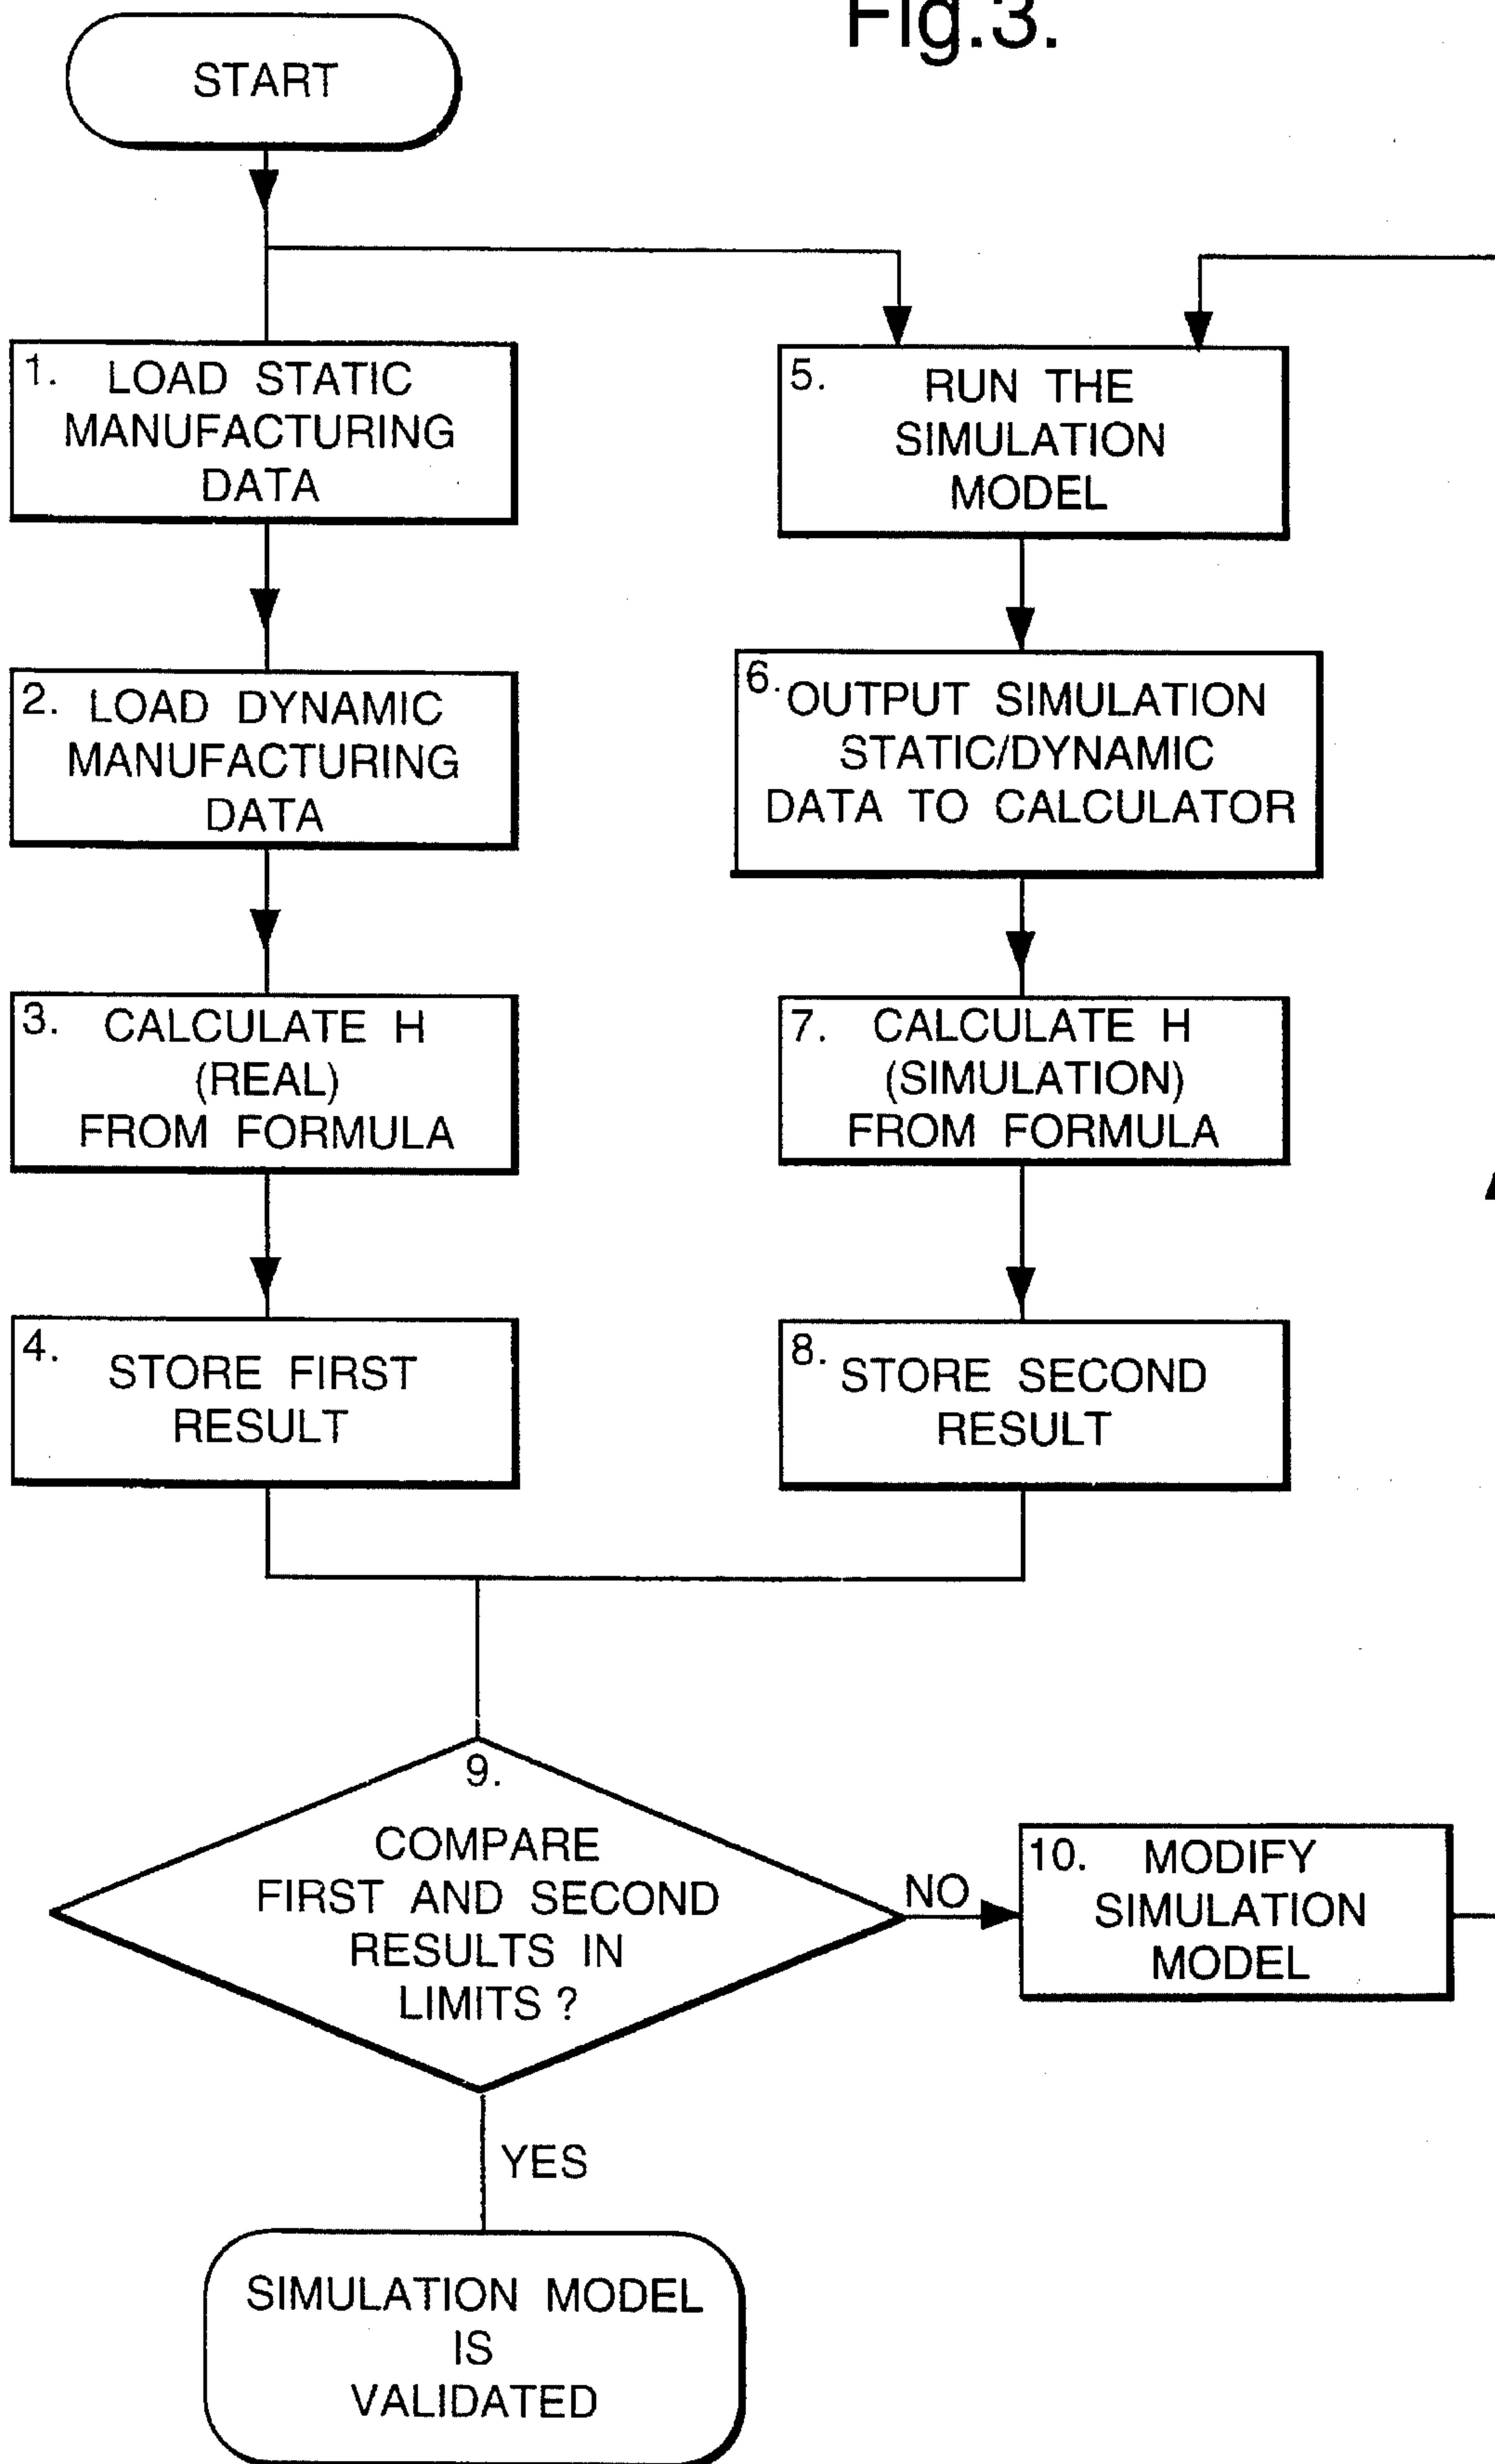 Fig.3.
START
1. LOAD STATIC
MANUFACTURING
DATA
2. LOAD DYNAMIC
MANUFACTURING
DATA
3. CALCULATE H
(REAL)
FROM FORMULA
4. STORE FIRST
RESULT
5. RUN THE
SIMULATION
MODEL
6. OUTPUT SIMULATION
STATIC/DYNAMIC
DATA TO CALCULATOR
7. CALCULATE H
(SIMULATION)
FROM FORMULA
8. STORE SECOND
RESULT
9.
COMPARE
FIRST AND SECOND
RESULTS IN
LIMITS ?
NO
10. MODIFY
SIMULATION
MODEL
YES
SIMULATION MODEL
IS
VALIDATED